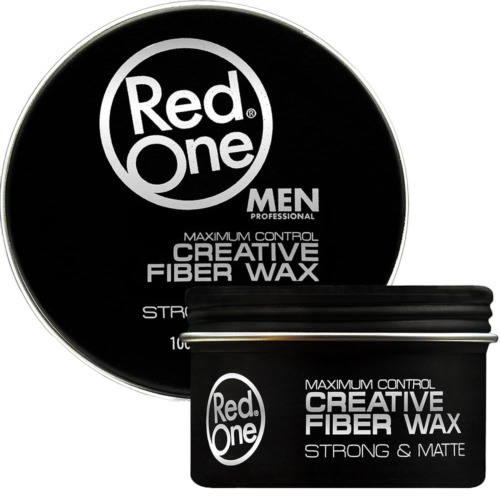 Red®
One
MEN
PROFESSIONAL
MAXIMUM CONTROL
CREATIVE
FIBER WAX
Red®
One
MAXIMUM CONTROL
CREATIVE
FIBER WAX
STRONG & MATTE